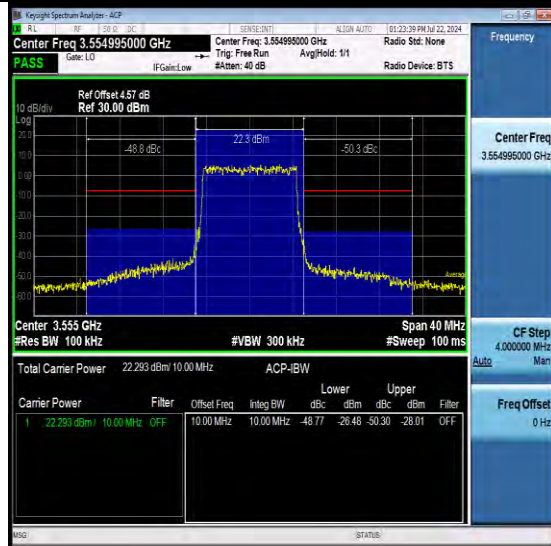 Keysight Spectrum Analyzer - ACP
RL RF 50 Ω DC SENSE:INT ALIGN AUTO 01:23:39 PM Jul 22, 2024
Center Freq 3.554995000 GHz Center Freq: 3.554995000 GHz Radio Std: None Frequency
Gate: LO Trig: Free Run Avg|Hold: 1/1
PASS IFGain:Low #Atten: 40 dB Radio Device: BTS
Ref Offset 4.57 dB
10 dB/div Ref 30.00 dBm
Log
20.0
10.0
0.00
-10.0
-20.0
-30.0
-40.0
-50.0
-60.0
-48.8 dBc 22.3 dBm -50.3 dBc
Average
Center Freq
3.554995000 GHz
Center 3.555 GHz Span 40 MHz
#Res BW 100 kHz #VBW 300 kHz #Sweep 100 ms
CF Step
4.000000 MHz
Auto Man
Total Carrier Power 22.293 dBm/ 10.00 MHz ACP-IBW
Lower Upper
Carrier Power Filter Offset Freq Integ BW dBc dBm dBc dBm Filter
1 22.293 dBm / 10.00 MHz OFF 10.00 MHz 10.00 MHz -48.77 -26.48 -50.30 -28.01 OFF
Freq Offset
0 Hz
MSG STATUS